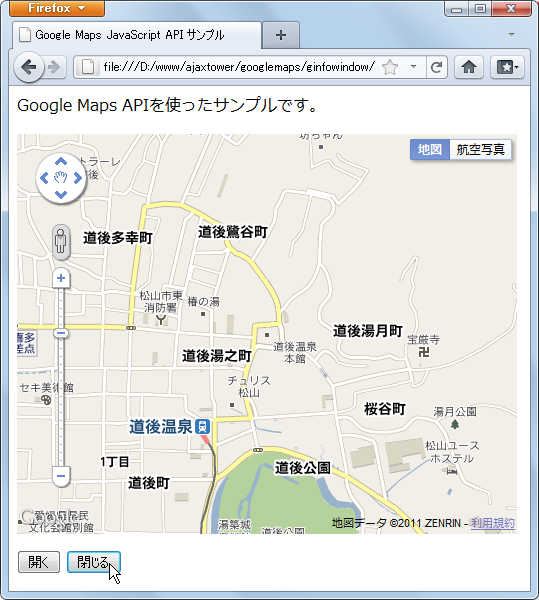 Firefox
Google Maps JavaScript API サンプル
file:///D:/www/ajaxtower/googlemaps/ginfowindow/
Google Maps APIを使ったサンプルです。
坊ちゃん
地図 航空写真
トラーレ
道後
道後多幸町
道後鷺谷町
松山市東
消防署
椿の湯
道後湯月町
喜多
差点
道後温泉
本館
宝厳寺
道後湯之町
チュリス
松山
セキ美術館
桜谷町
湯月公園
道後温泉
松山ユース
ホステル
1丁目
道後公園
道後町
愛媛県民
文化会館別館
湯築城
道後公園
Google
地図データ ©2011 ZENRIN - 利用規約
開く 閉じる